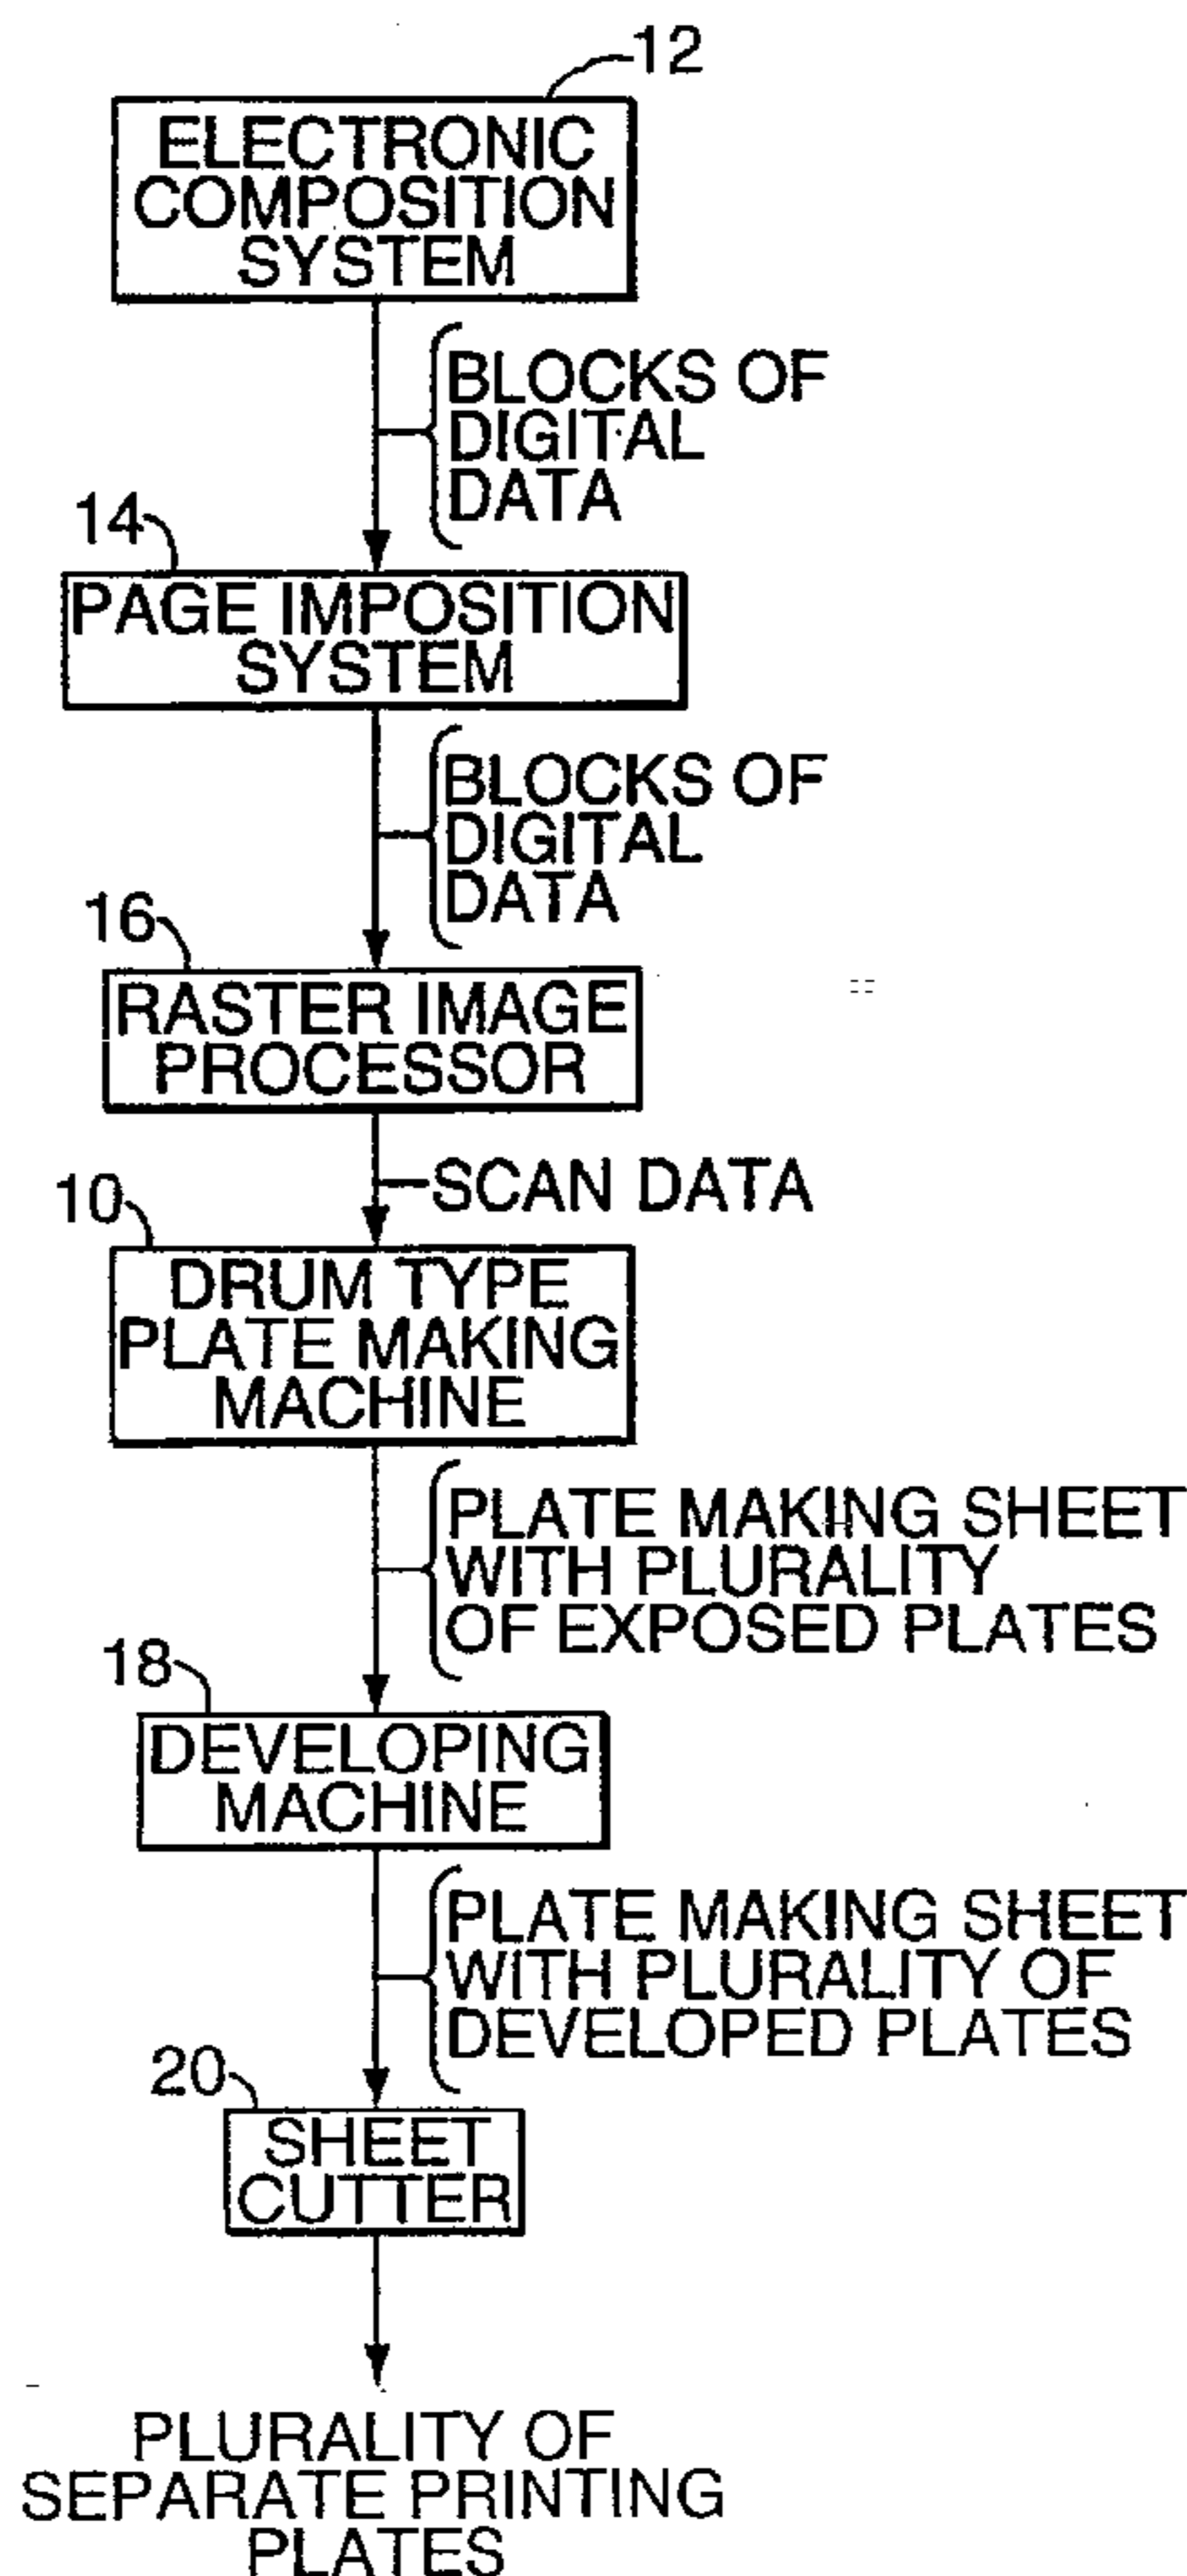 12
ELECTRONIC
COMPOSITION
SYSTEM
BLOCKS OF
DIGITAL
DATA
14
PAGE IMPOSITION
SYSTEM
BLOCKS OF
DIGITAL
DATA
16
RASTER IMAGE
PROCESSOR
SCAN DATA
10
DRUM TYPE
PLATE MAKING
MACHINE
PLATE MAKING SHEET
WITH PLURALITY
OF EXPOSED PLATES
18
DEVELOPING
MACHINE
PLATE MAKING SHEET
WITH PLURALITY OF
DEVELOPED PLATES
20
SHEET
CUTTER
PLURALITY OF
SEPARATE PRINTING
PLATES